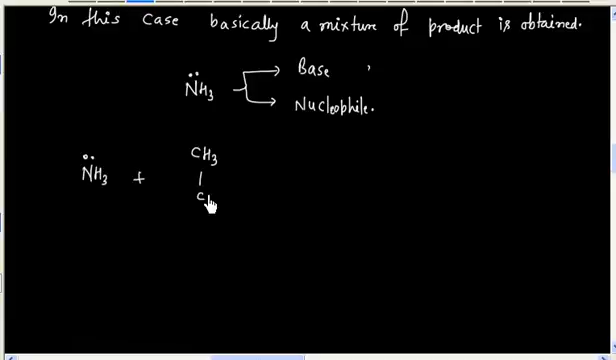 In this case basically a mixture of product is obtained.
N̈H₃ → Base ,
→ Nucleophile.
N̈H₃ + CH₃
|
C